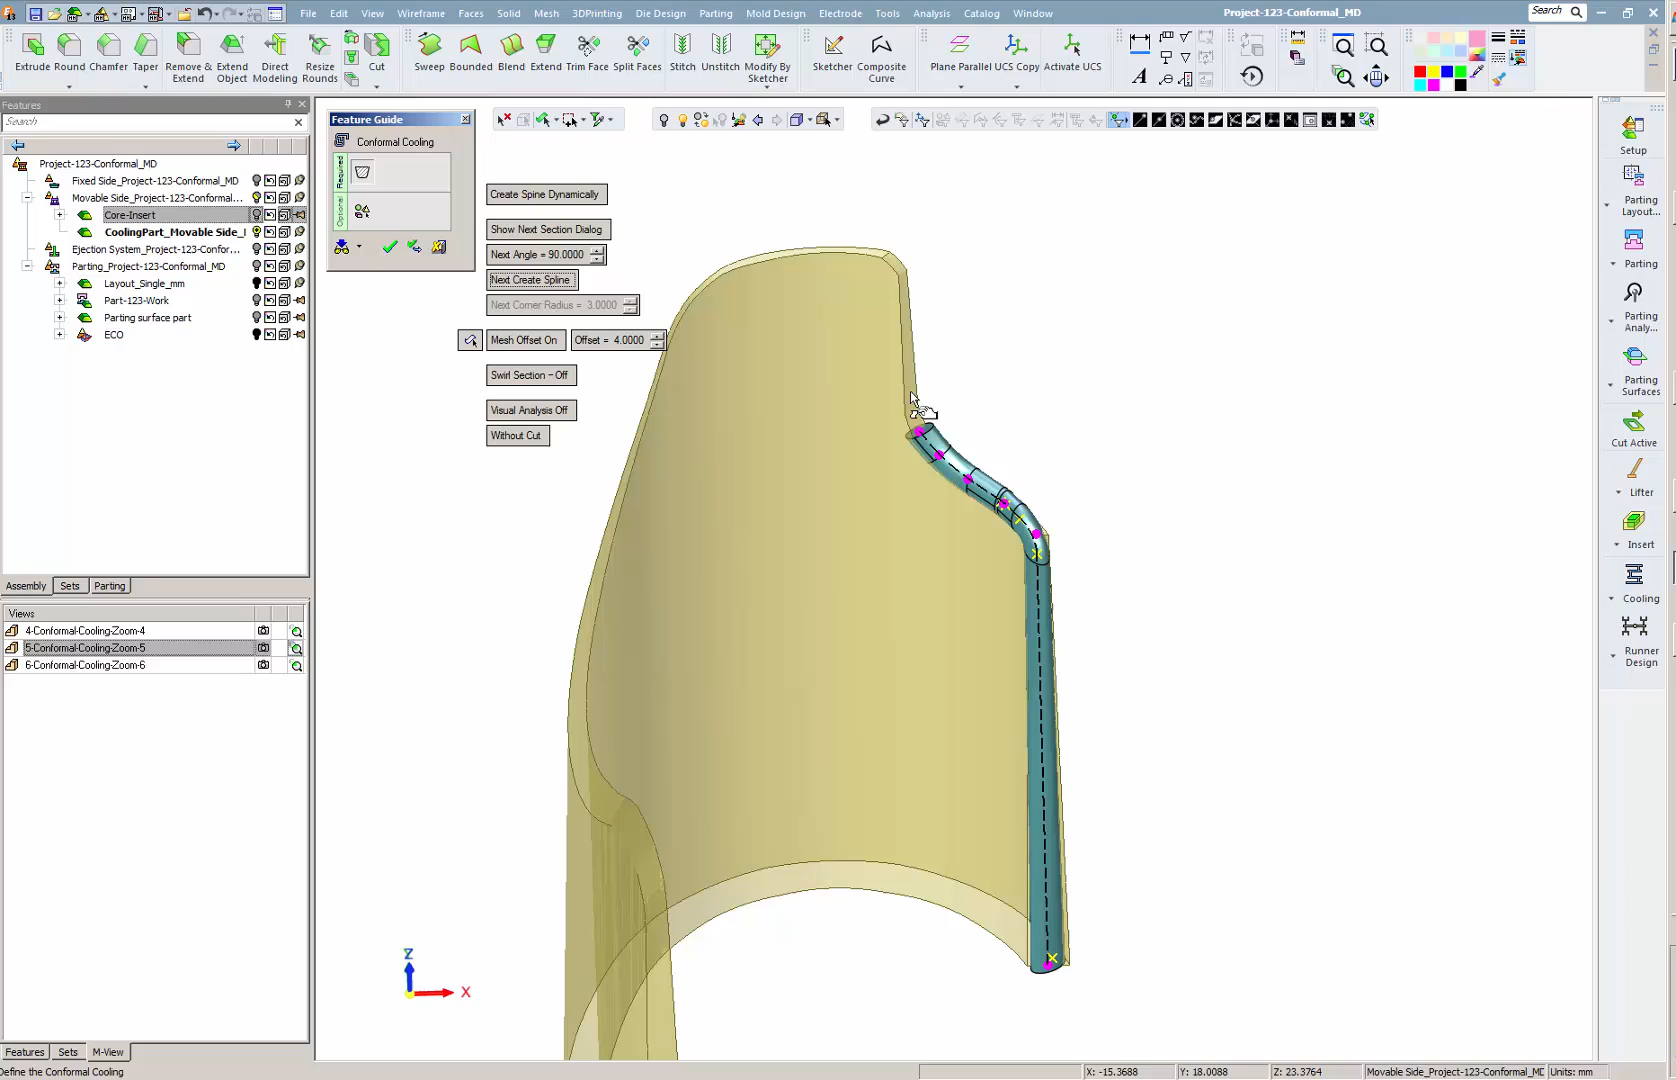 File Edit View Wireframe Faces Solid Mesh 3DPrinting Die Design Parting Mold Design Electrode Tools Analysis Catalog Window
Project-123-Conformal_MD
Search
Extrude Round Chamfer Taper Remove & Extend Extend Object Direct Modeling Resize Rounds Cut Sweep Bounded Blend Extend Trim Face Split Faces Stitch Unstitch Modify By Sketcher Sketcher Composite Curve Plane Parallel UCS Copy Activate UCS
Features
Search
Project-123-Conformal_MD
Fixed Side_Project-123-Conformal_MD
Movable Side_Project-123-Conformal...
Core-Insert
CoolingPart_Movable Side_
Ejection System_Project-123-Confor...
Parting_Project-123-Conformal_MD
Layout_Single_mm
Part-123-Work
Parting surface part
ECO
Assembly Sets Parting
Views
4-Conformal-Cooling-Zoom-4
5-Conformal-Cooling-Zoom-5
6-Conformal-Cooling-Zoom-6
Features Sets M-View
Define the Conformal Cooling
Feature Guide
Conformal Cooling
Required
Optional
Create Spine Dynamically
Show Next Section Dialog
Next Angle = 90.0000
Next Create Spline
Next Corner Radius = 3.0000
Mesh Offset On Offset = 4.0000
Swirl Section - Off
Visual Analysis Off
Without Cut
Z
X
Setup
Parting Layout...
Parting
Parting Analy...
Parting Surfaces
Cut Active
Lifter
Insert
Cooling
Runner Design
X: -15.3688 Y: 18.0088 Z: 23.3764 Movable Side_Project-123-Conformal_MD Units: mm